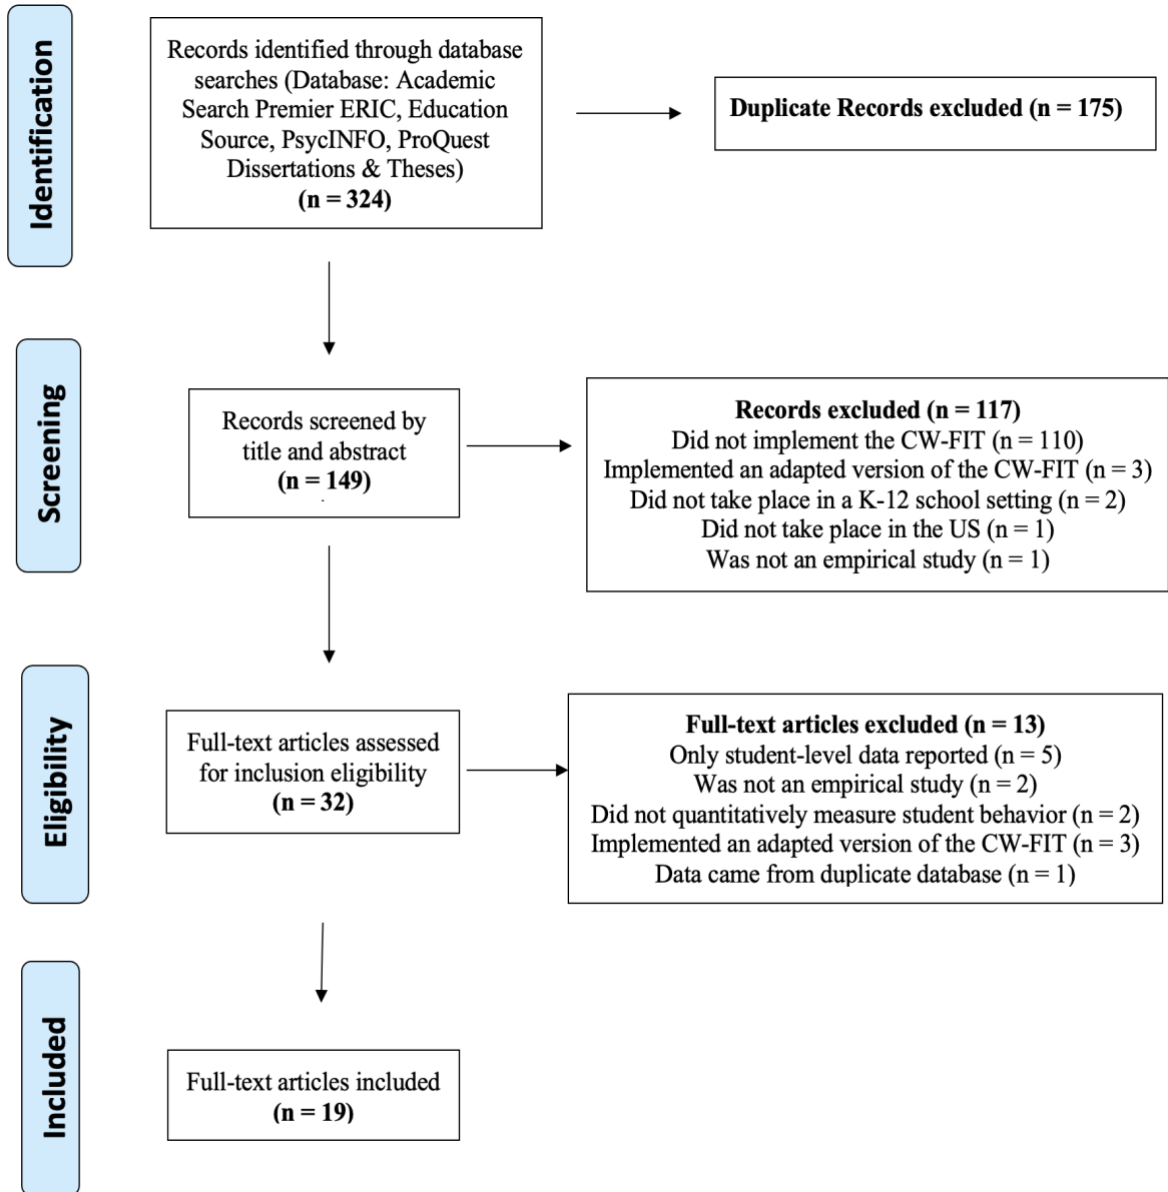 Identification
Records identified through database
searches (Database: Academic
Search Premier ERIC, Education
Source, PsycINFO, ProQuest
Dissertations & Theses)
(n = 324)
Duplicate Records excluded (n = 175)
Screening
Records screened by
title and abstract
(n = 149)
Records excluded (n = 117)
Did not implement the CW-FIT (n = 110)
Implemented an adapted version of the CW-FIT (n = 3)
Did not take place in a K-12 school setting (n = 2)
Did not take place in the US (n = 1)
Was not an empirical study (n = 1)
Eligibility
Full-text articles assessed
for inclusion eligibility
(n = 32)
Full-text articles excluded (n = 13)
Only student-level data reported (n = 5)
Was not an empirical study (n = 2)
Did not quantitatively measure student behavior (n = 2)
Implemented an adapted version of the CW-FIT (n = 3)
Data came from duplicate database (n = 1)
Included
Full-text articles included
(n = 19)